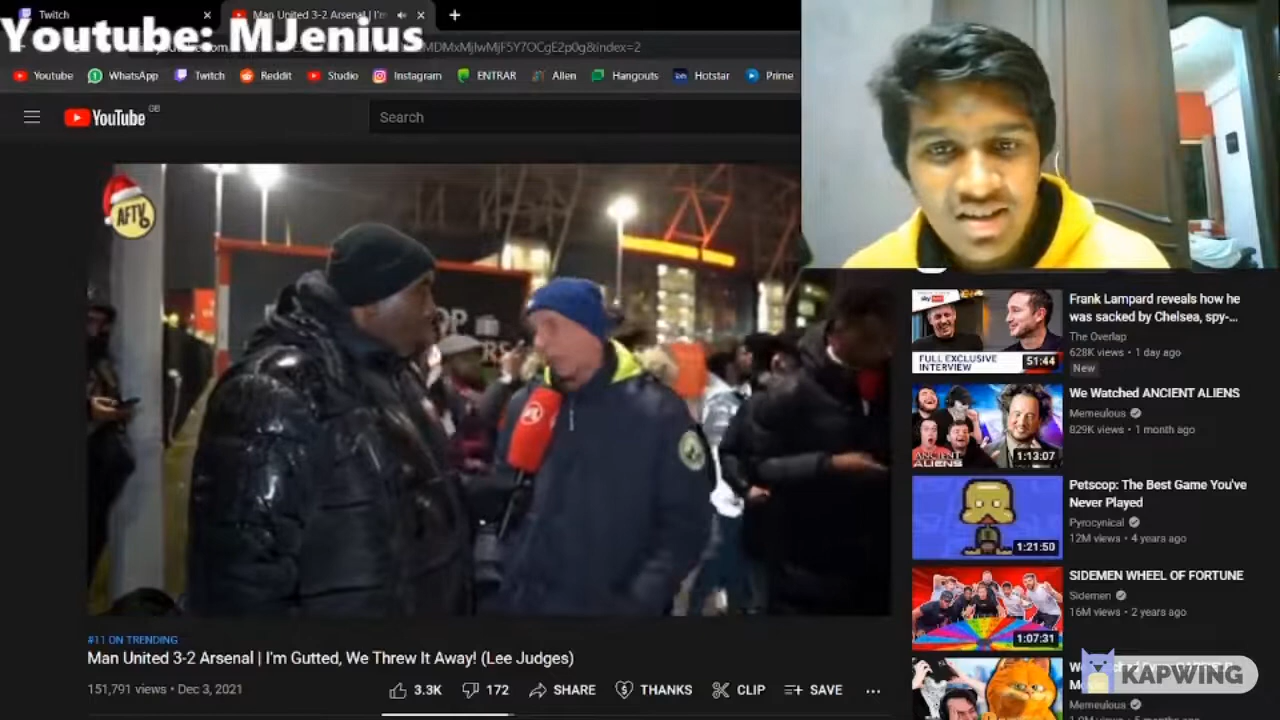 Twitch
Man United 3-2 Arsenal | I'm
Youtube: MJenius
MDMxMjIwMjF5Y7OCgE2p0g&index=2
Youtube
WhatsApp
Twitch
Reddit
Studio
Instagram
ENTRAR
Allen
Hangouts
Hotstar
Prime
YouTube
GB
Search
AFTV
Frank Lampard reveals how he
was sacked by Chelsea, spy-...
The Overlap
628K views • 1 day ago
New
FULL EXCLUSIVE
INTERVIEW
51:44
We Watched ANCIENT ALIENS
Memeulous
829K views • 1 month ago
ANCIENT
ALIENS
1:13:07
Petscop: The Best Game You've
Never Played
Pyrocynical
12M views • 4 years ago
1:21:50
SIDEMEN WHEEL OF FORTUNE
Sidemen
16M views • 2 years ago
1:07:31
Memeulous
KAPWING
#11 ON TRENDING
Man United 3-2 Arsenal | I'm Gutted, We Threw It Away! (Lee Judges)
151,791 views • Dec 3, 2021
3.3K
172
SHARE
THANKS
CLIP
SAVE
...